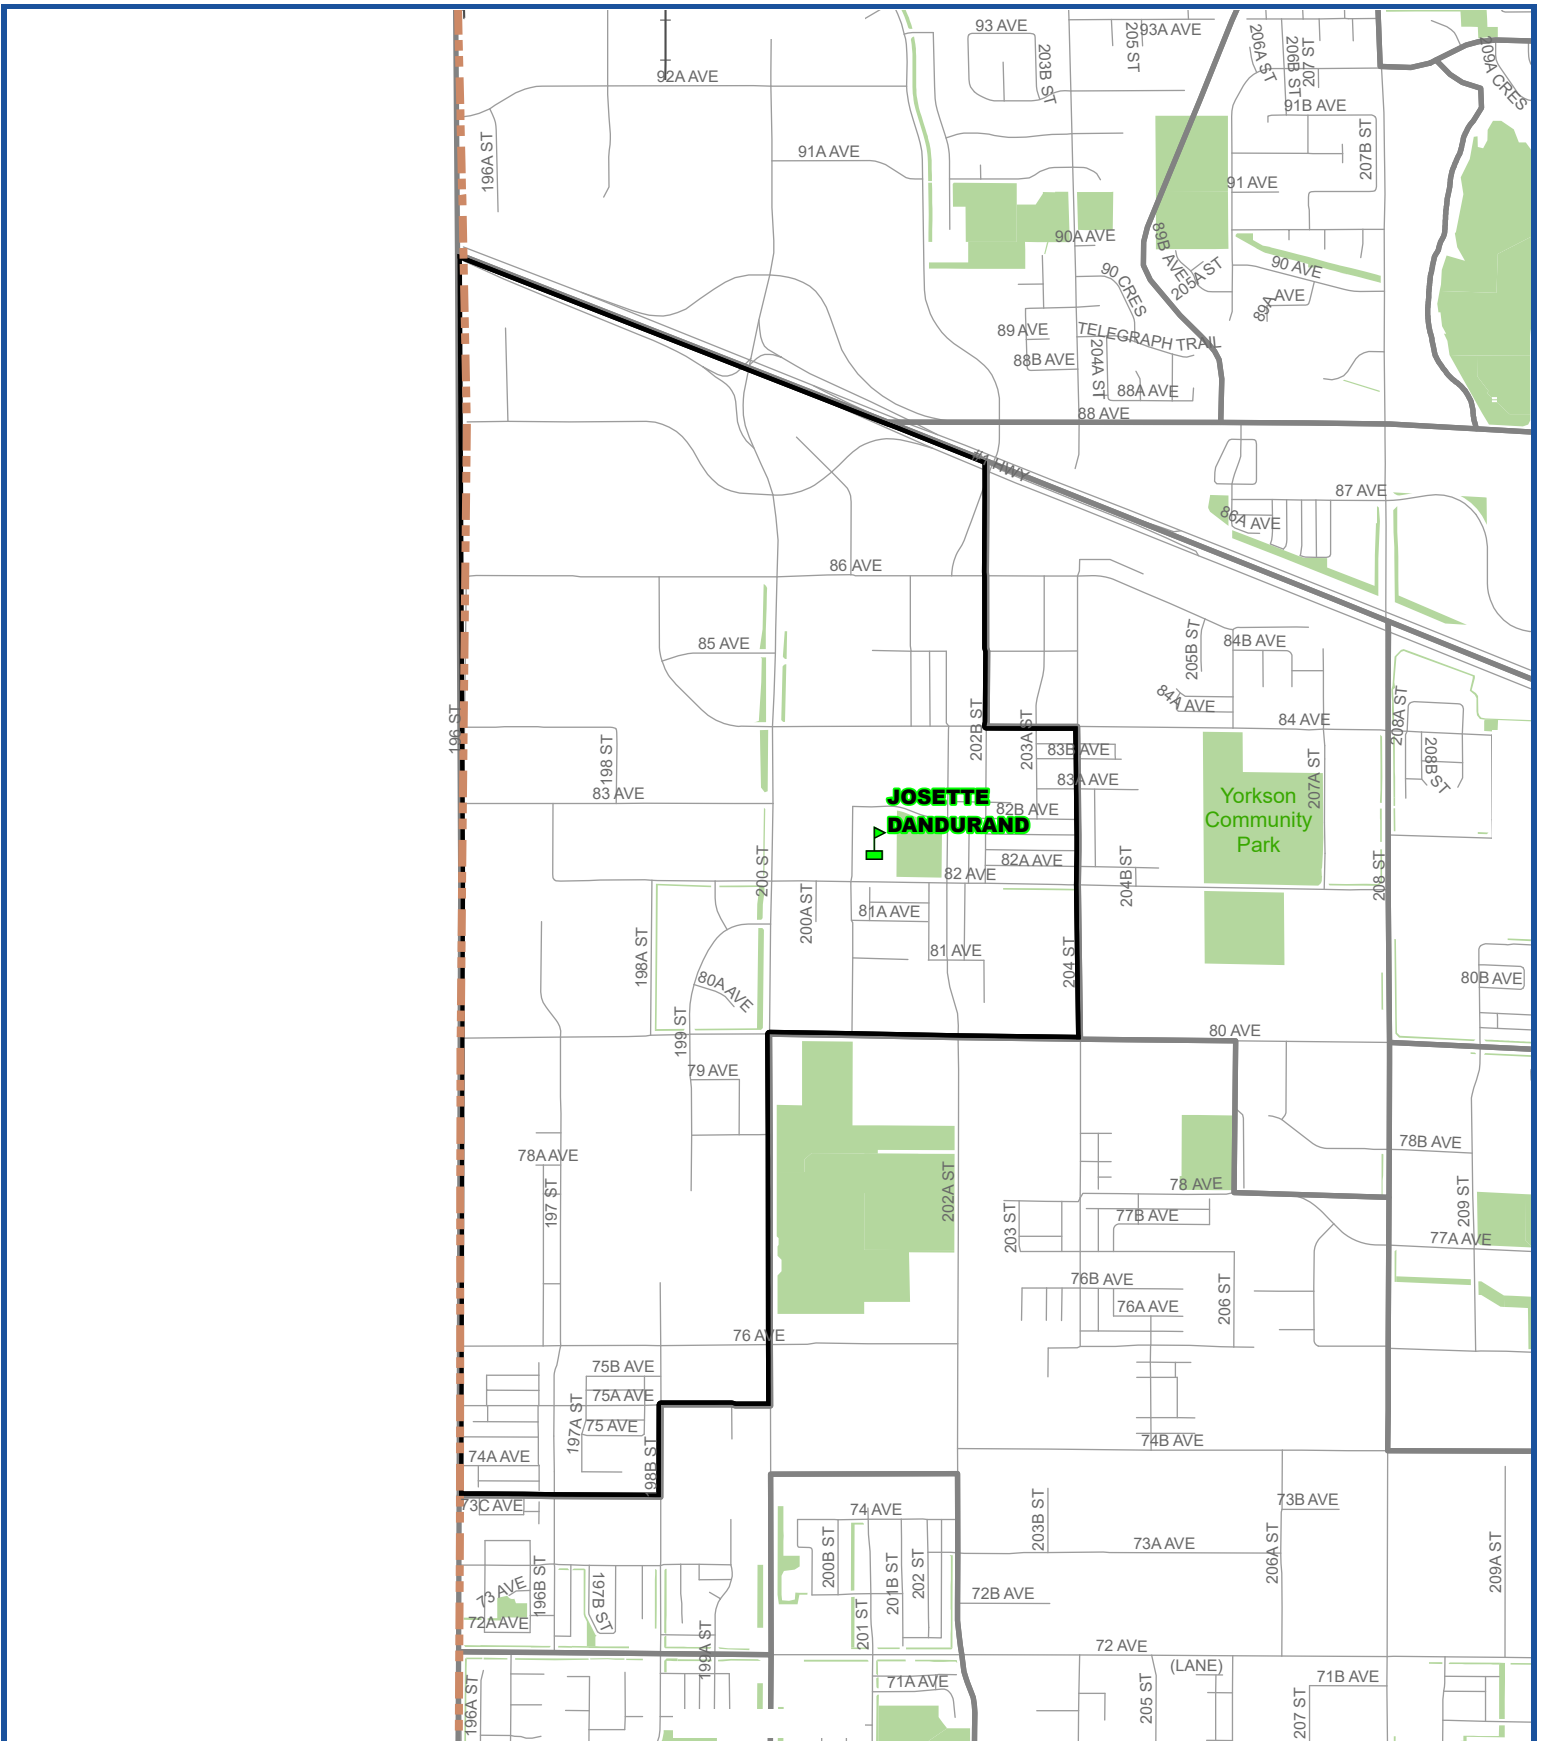 93 AVE
205 ST
93A AVE
206A ST
206B ST
207 ST
209A CRES
203B ST
92A AVE
91B AVE
207B ST
196A ST
91A AVE
91 AVE
90A AVE
89B AVE
205A ST
90 AVE
90 CRES
89A
AVE
89 AVE
TELEGRAPH TRAIL
88B AVE
204A ST
88A AVE
88 AVE
#1 HWY
87 AVE
86A AVE
86 AVE
85 AVE
205B ST
84B AVE
84A AVE
84 AVE
208A ST
196 ST
198 ST
202B ST
203A ST
83B AVE
208B ST
83A AVE
207A ST
83 AVE
JOSETTE
DANDURAND
82B AVE
Yorkson
Community
Park
82A AVE
82 AVE
200 ST
204B ST
208 ST
200A ST
81A AVE
198A ST
81 AVE
204 ST
80A AVE
80B AVE
199 ST
80 AVE
79 AVE
78A AVE
78B AVE
197 ST
202A ST
78 AVE
209 ST
203 ST
77B AVE
77A AVE
76B AVE
206 ST
76A AVE
76 AVE
75B AVE
75A AVE
197A ST
75 AVE
74A AVE
198B ST
74B AVE
73C AVE
74 AVE
203B ST
73B AVE
200B ST
73A AVE
206A ST
209A ST
73 AVE
196B ST
197B ST
201B ST
202 ST
72B AVE
72A AVE
201 ST
199A ST
72 AVE
(LANE)
196A ST
71A AVE
205 ST
71B AVE
207 ST